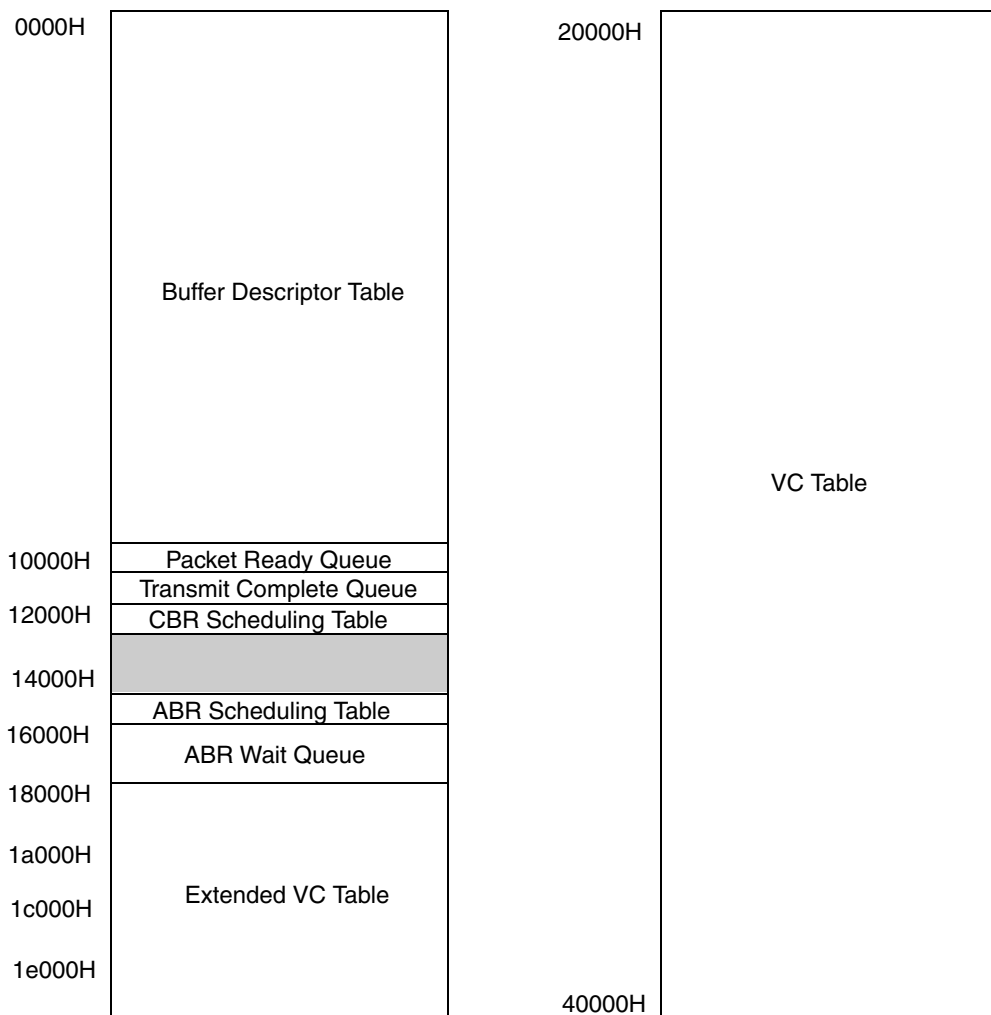 0000H
Buffer Descriptor Table
10000H
Packet Ready Queue
Transmit Complete Queue
12000H
CBR Scheduling Table
14000H
ABR Scheduling Table
16000H
ABR Wait Queue
18000H
1a000H
Extended VC Table
1c000H
1e000H
20000H
VC Table
40000H